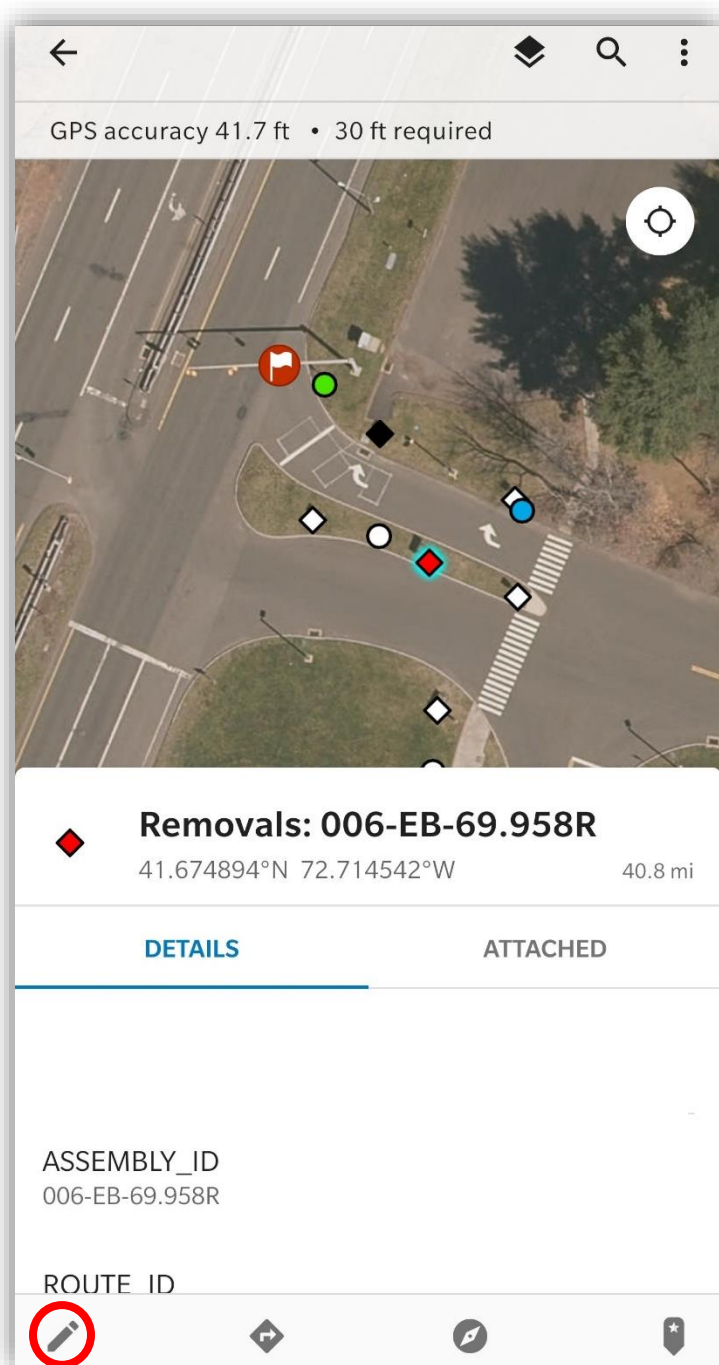 GPS accuracy 41.7 ft • 30 ft required
Removals: 006-EB-69.958R
41.674894°N 72.714542°W 40.8 mi
DETAILS ATTACHED
ASSEMBLY_ID
006-EB-69.958R
ROUTE_ID